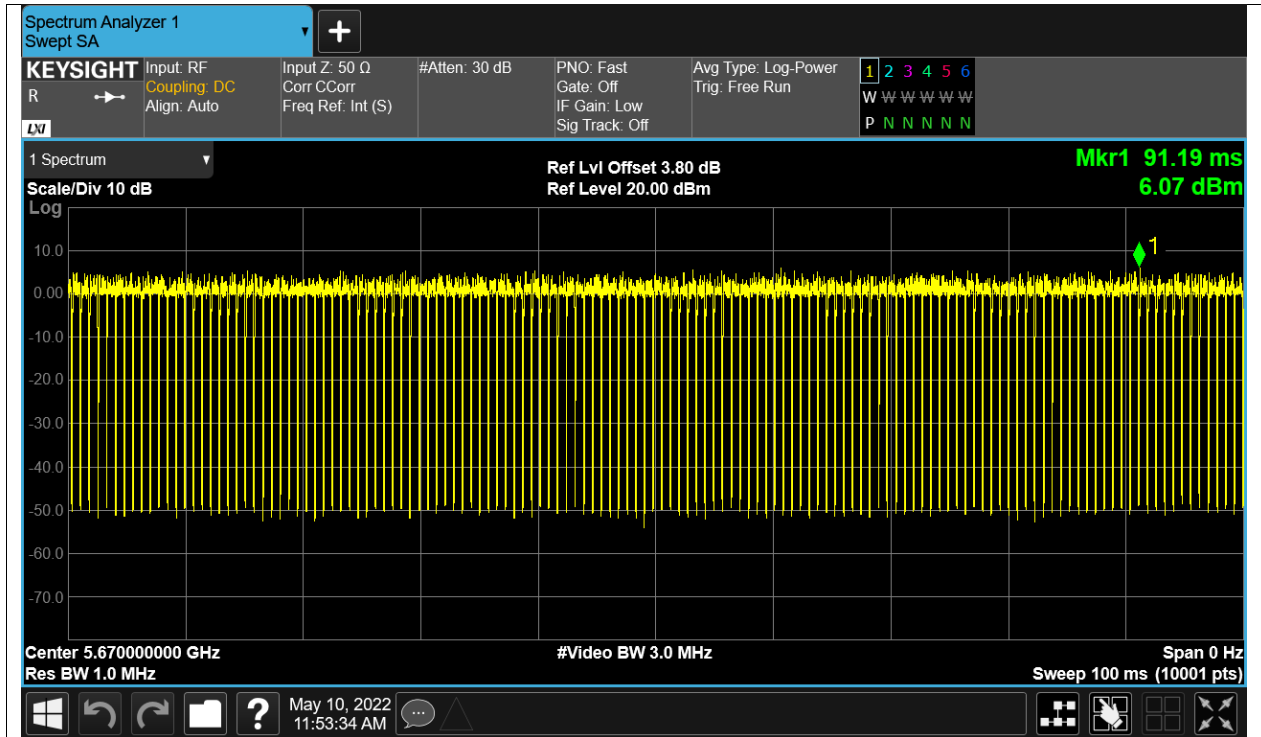 Spectrum Analyzer 1
Swept SA
▼
+
KEYSIGHT
R
LXI
Input: RF
Coupling: DC
Align: Auto
Input Z: 50 Ω
Corr CCorr
Freq Ref: Int (S)
#Atten: 30 dB
PNO: Fast
Gate: Off
IF Gain: Low
Sig Track: Off
Avg Type: Log-Power
Trig: Free Run
1 2 3 4 5 6
W W W W W W
P N N N N N
1 Spectrum ▼
Scale/Div 10 dB
Log
Ref Lvl Offset 3.80 dB
Ref Level 20.00 dBm
Mkr1 91.19 ms
6.07 dBm
1
10.0
0.00
-10.0
-20.0
-30.0
-40.0
-50.0
-60.0
-70.0
Center 5.670000000 GHz
Res BW 1.0 MHz
#Video BW 3.0 MHz
Span 0 Hz
Sweep 100 ms (10001 pts)
?
May 10, 2022
11:53:34 AM